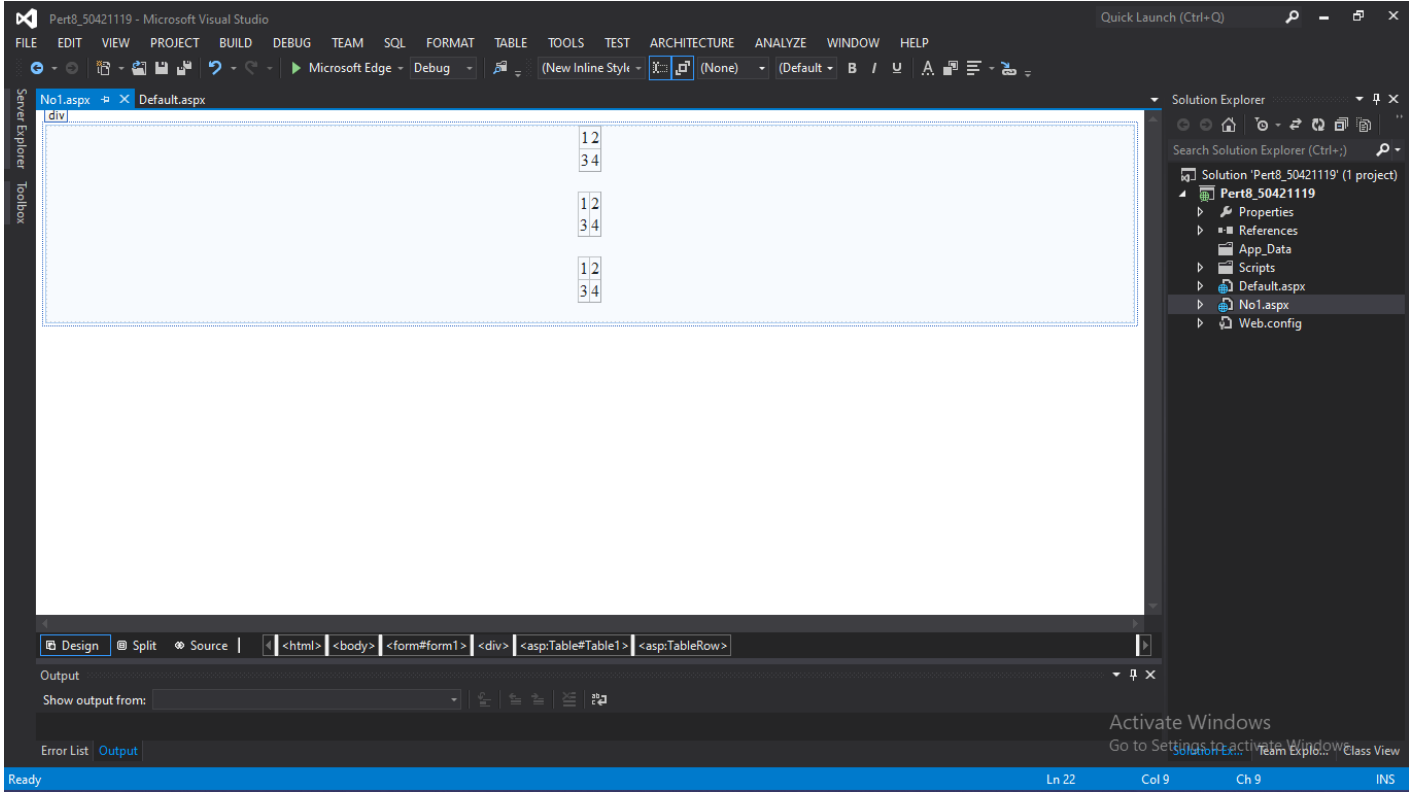 Pert8_50421119 - Microsoft Visual Studio
Quick Launch (Ctrl+Q)
FILE EDIT VIEW PROJECT BUILD DEBUG TEAM SQL FORMAT TABLE TOOLS TEST ARCHITECTURE ANALYZE WINDOW HELP
Microsoft Edge Debug (New Inline Style (None) (Default B I U A
Server Explorer
Toolbox
No1.aspx Default.aspx
div
1 2
3 4
1 2
3 4
1 2
3 4
Design Split Source <html> <body> <form#form1> <div> <asp:Table#Table1> <asp:TableRow>
Output
Show output from:
Error List Output
Solution Explorer
Search Solution Explorer (Ctrl+;)
Solution 'Pert8_50421119' (1 project)
Pert8_50421119
Properties
References
App_Data
Scripts
Default.aspx
No1.aspx
Web.config
Activate Windows
Go to Settings to activate Windows.
Solution Ex... Team Explo... Class View
Ready Ln 22 Col 9 Ch 9 INS